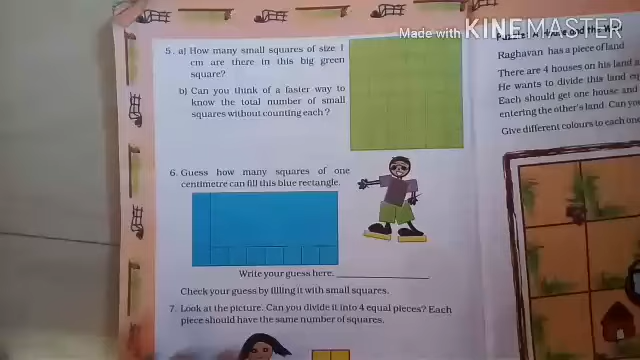 Made with KINEMASTER
5. a) How many small squares of size 1
cm are there in this big green
square?
b) Can you think of a faster way to
know the total number of small
squares without counting each ?
6. Guess how many squares of one
centimetre can fill this blue rectangle.
Write your guess here.
Check your guess by filling it with small squares.
7. Look at the picture. Can you divide it into 4 equal pieces? Each
piece should have the same number of squares.
Raghavan has a piece of land
There are 4 houses on his land a
He wants to divide this land eq
Each should get one house and
entering the other's land. Can yo
Give different colours to each one